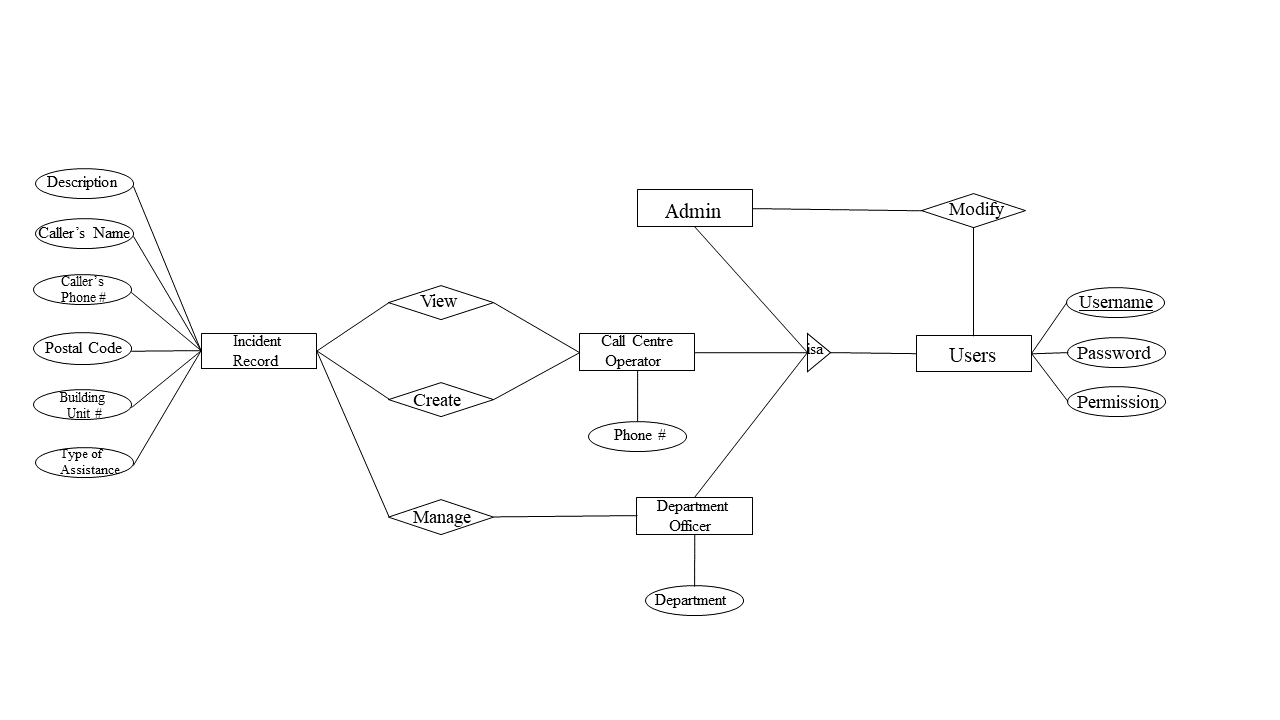 Description
Caller's Name
Caller's
Phone #
Postal Code
Building
Unit #
Type of
Assistance
Incident
Record
View
Create
Manage
Admin
Call Centre
Operator
Phone #
Department
Officer
Department
isa
Modify
Users
Username
Password
Permission